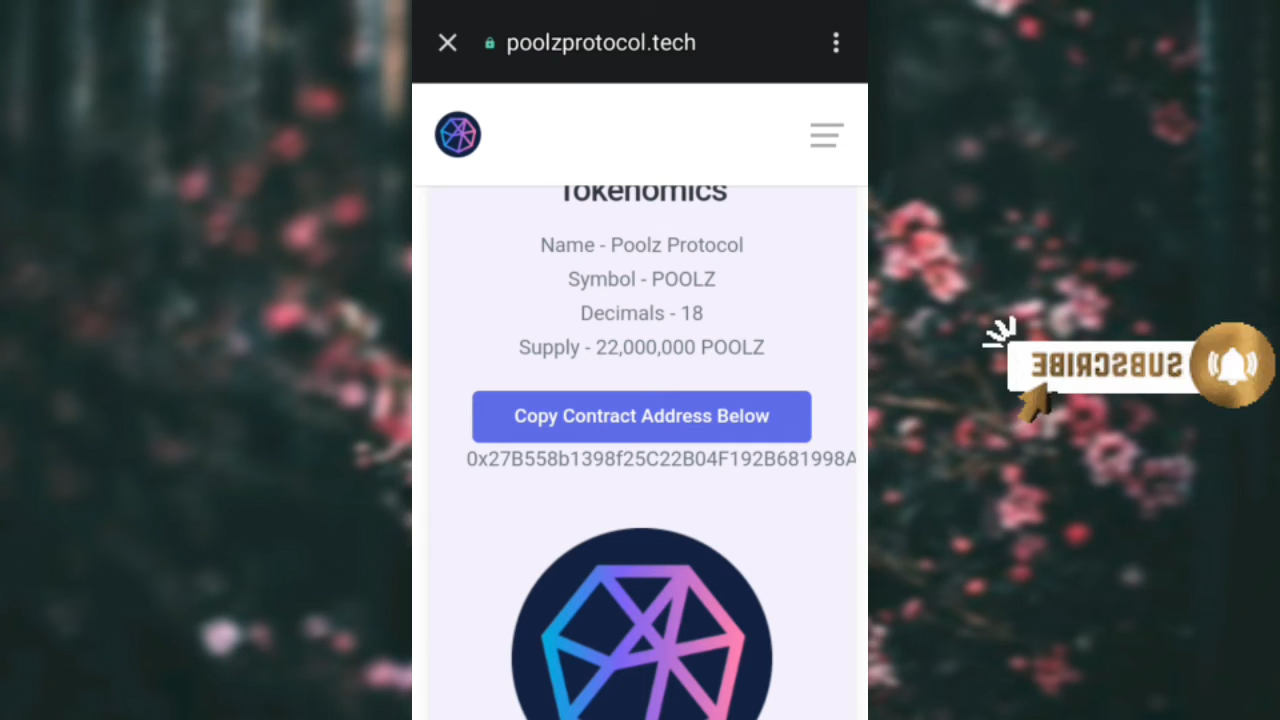 poolzprotocol.tech
Tokenomics
Name - Poolz Protocol
Symbol - POOLZ
Decimals - 18
Supply - 22,000,000 POOLZ
Copy Contract Address Below
0x27B558b1398f25C22B04F192B681998A
SUBSCRIBE